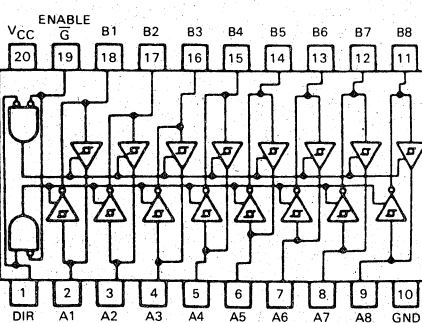 ENABLE
VCC G̅ B1 B2 B3 B4 B5 B6 B7 B8
20 19 18 17 16 15 14 13 12 11
1 2 3 4 5 6 7 8 9 10
DIR A1 A2 A3 A4 A5 A6 A7 A8 GND